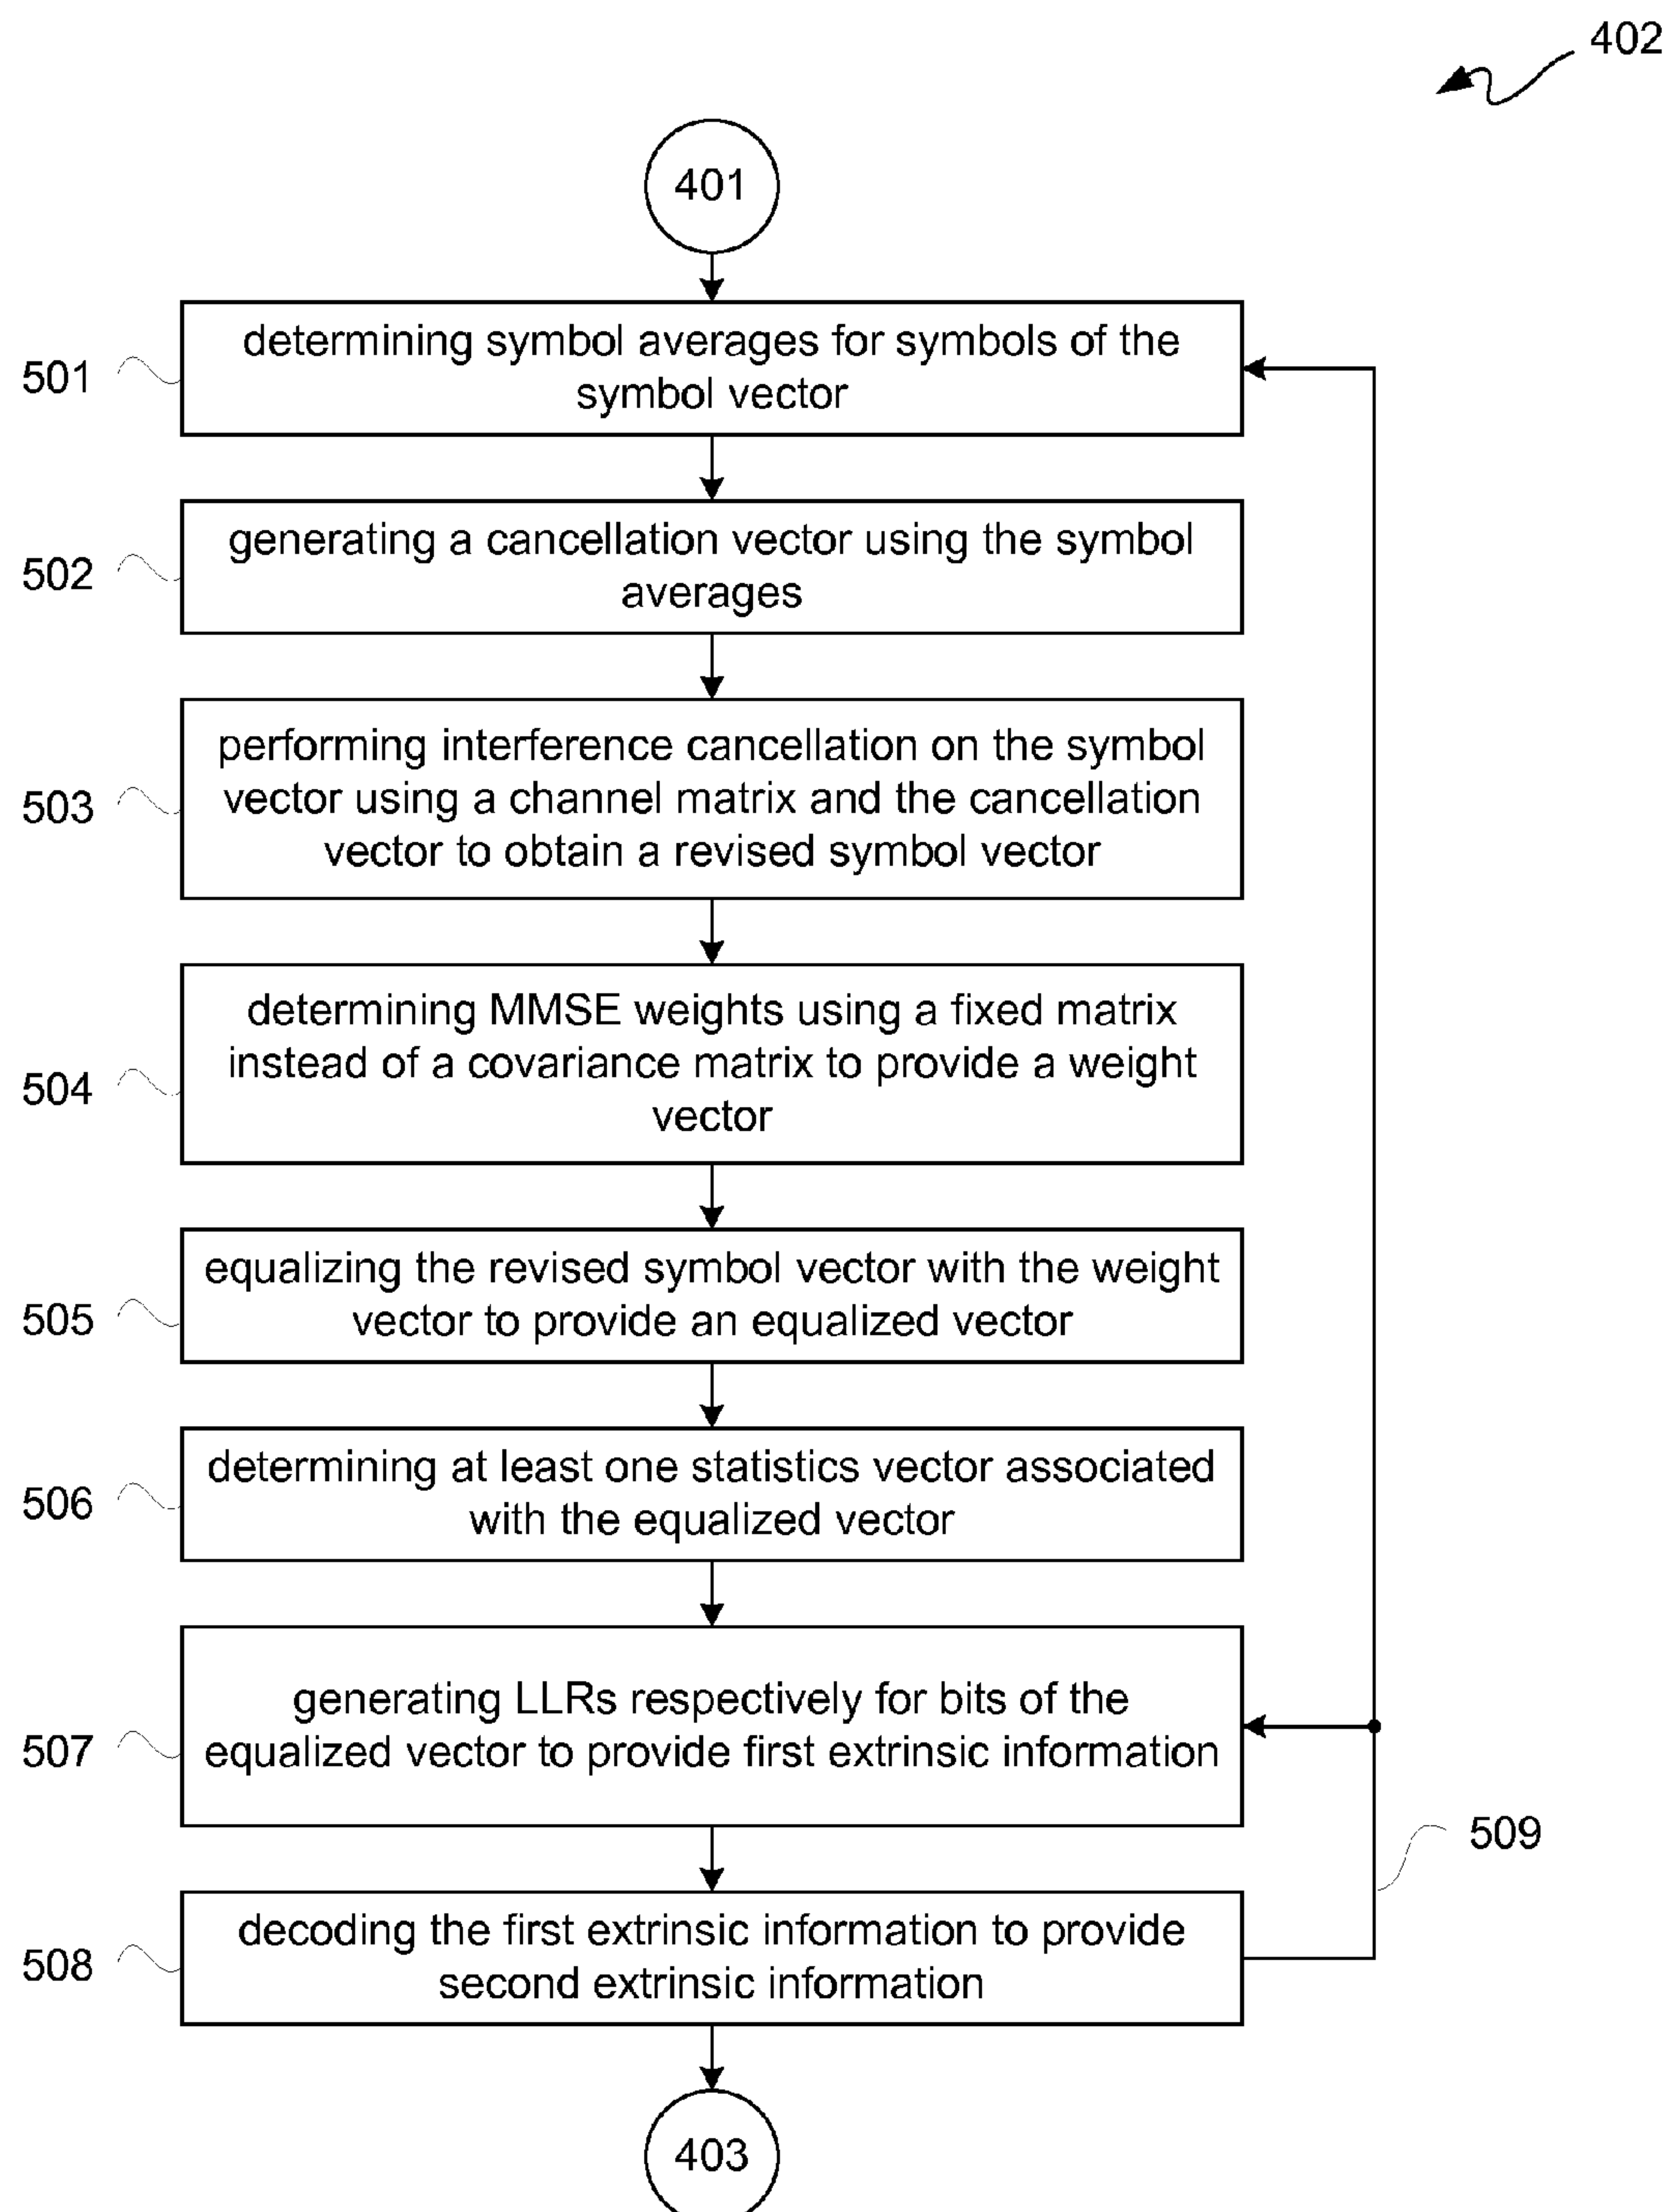 402
401
501
determining symbol averages for symbols of the
symbol vector
502
generating a cancellation vector using the symbol
averages
503
performing interference cancellation on the symbol
vector using a channel matrix and the cancellation
vector to obtain a revised symbol vector
504
determining MMSE weights using a fixed matrix
instead of a covariance matrix to provide a weight
vector
505
equalizing the revised symbol vector with the weight
vector to provide an equalized vector
506
determining at least one statistics vector associated
with the equalized vector
507
generating LLRs respectively for bits of the
equalized vector to provide first extrinsic information
509
508
decoding the first extrinsic information to provide
second extrinsic information
403